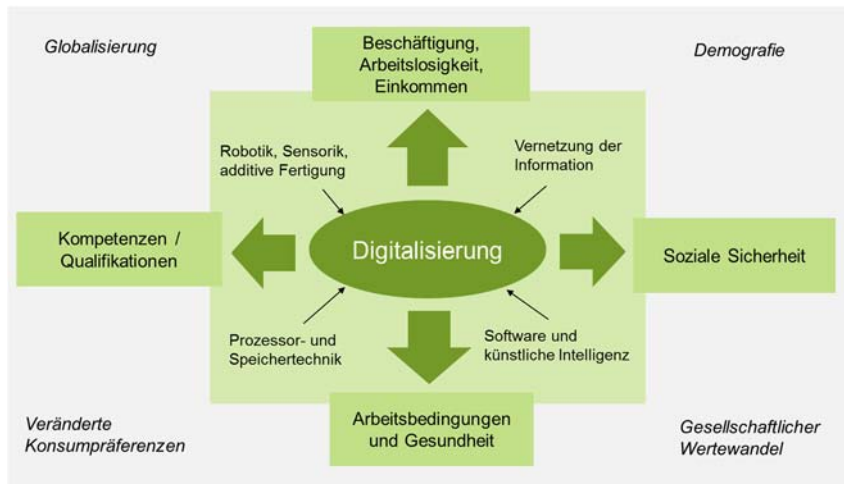 Globalisierung
Beschäftigung,
Arbeitslosigkeit,
Einkommen
Demografie
Robotik, Sensorik,
additive Fertigung
Vernetzung der
Information
Kompetenzen /
Qualifikationen
Digitalisierung
Soziale Sicherheit
Prozessor- und
Speichertechnik
Software und
künstliche Intelligenz
Veränderte
Konsumpräferenzen
Arbeitsbedingungen
und Gesundheit
Gesellschaftlicher
Wertewandel